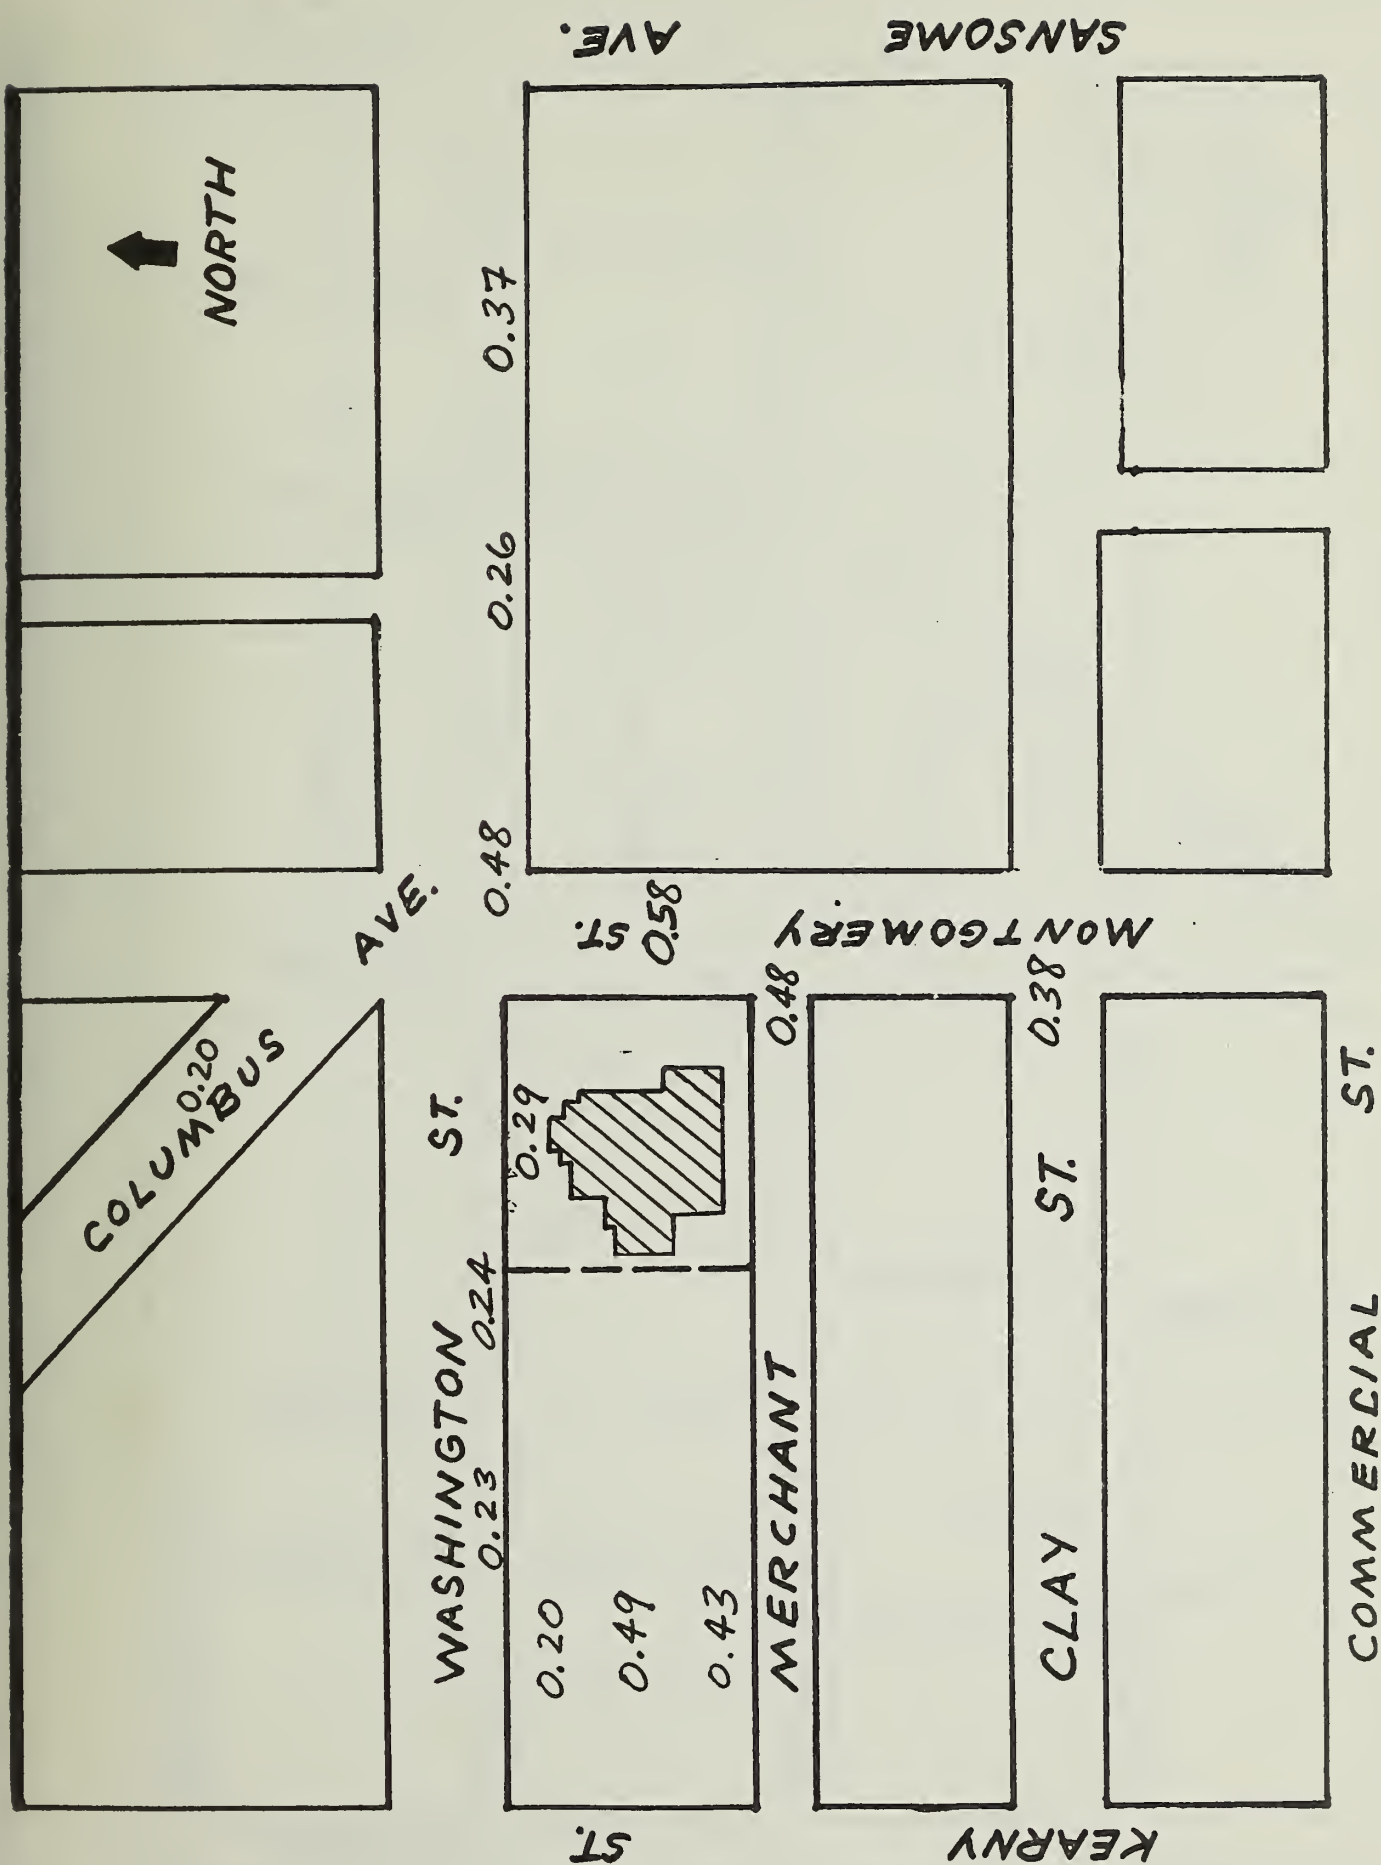 SANSOME AVE.
NORTH
0.37
0.26
0.48
AVE.
MONTGOMERY ST.
0.58
0.48
0.38
COLUMBUS
0.20
WASHINGTON ST.
0.29
0.24
0.23
0.20
0.49
0.43
MERCHANT
CLAY ST.
COMMERCIAL ST.
KEARNY ST.